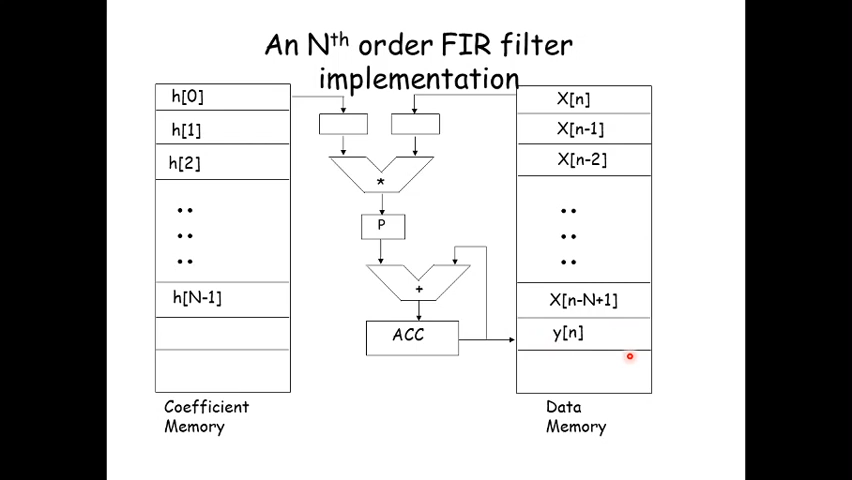 An Nth order FIR filter
implementation
h[0]
h[1]
h[2]
h[N-1]
Coefficient
Memory
*
P
+
ACC
X[n]
X[n-1]
X[n-2]
X[n-N+1]
y[n]
Data
Memory